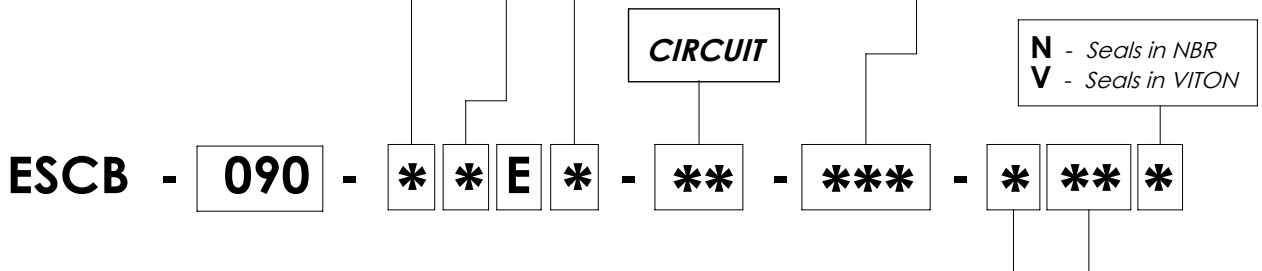 CIRCUIT
N - Seals in NBR
V - Seals in VITON
ESCB - 090 - * * E * - ** - *** - * ** *